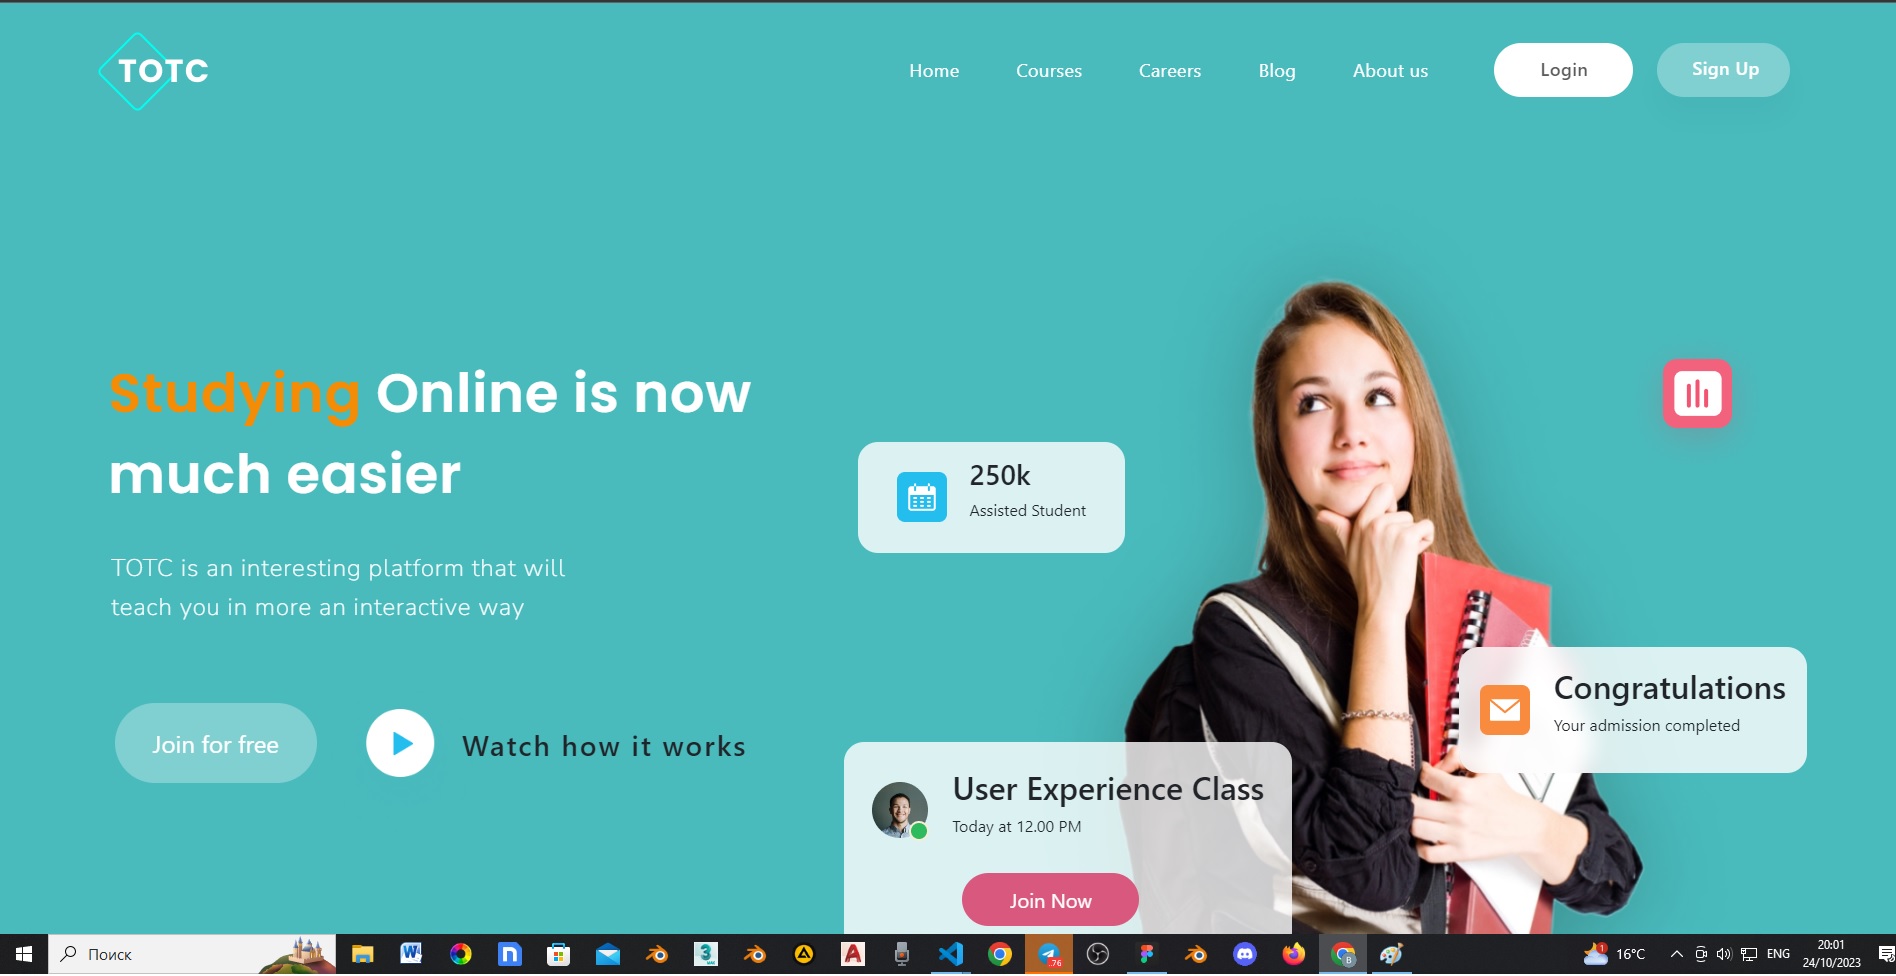 TOTC
Home
Courses
Careers
Blog
About us
Login
Sign Up
Studying Online is now
much easier
TOTC is an interesting platform that will
teach you in more an interactive way
Join for free
Watch how it works
250k
Assisted Student
Congratulations
Your admission completed
User Experience Class
Today at 12.00 PM
Join Now
Поиск
1
16°C
ENG
20:01
24/10/2023